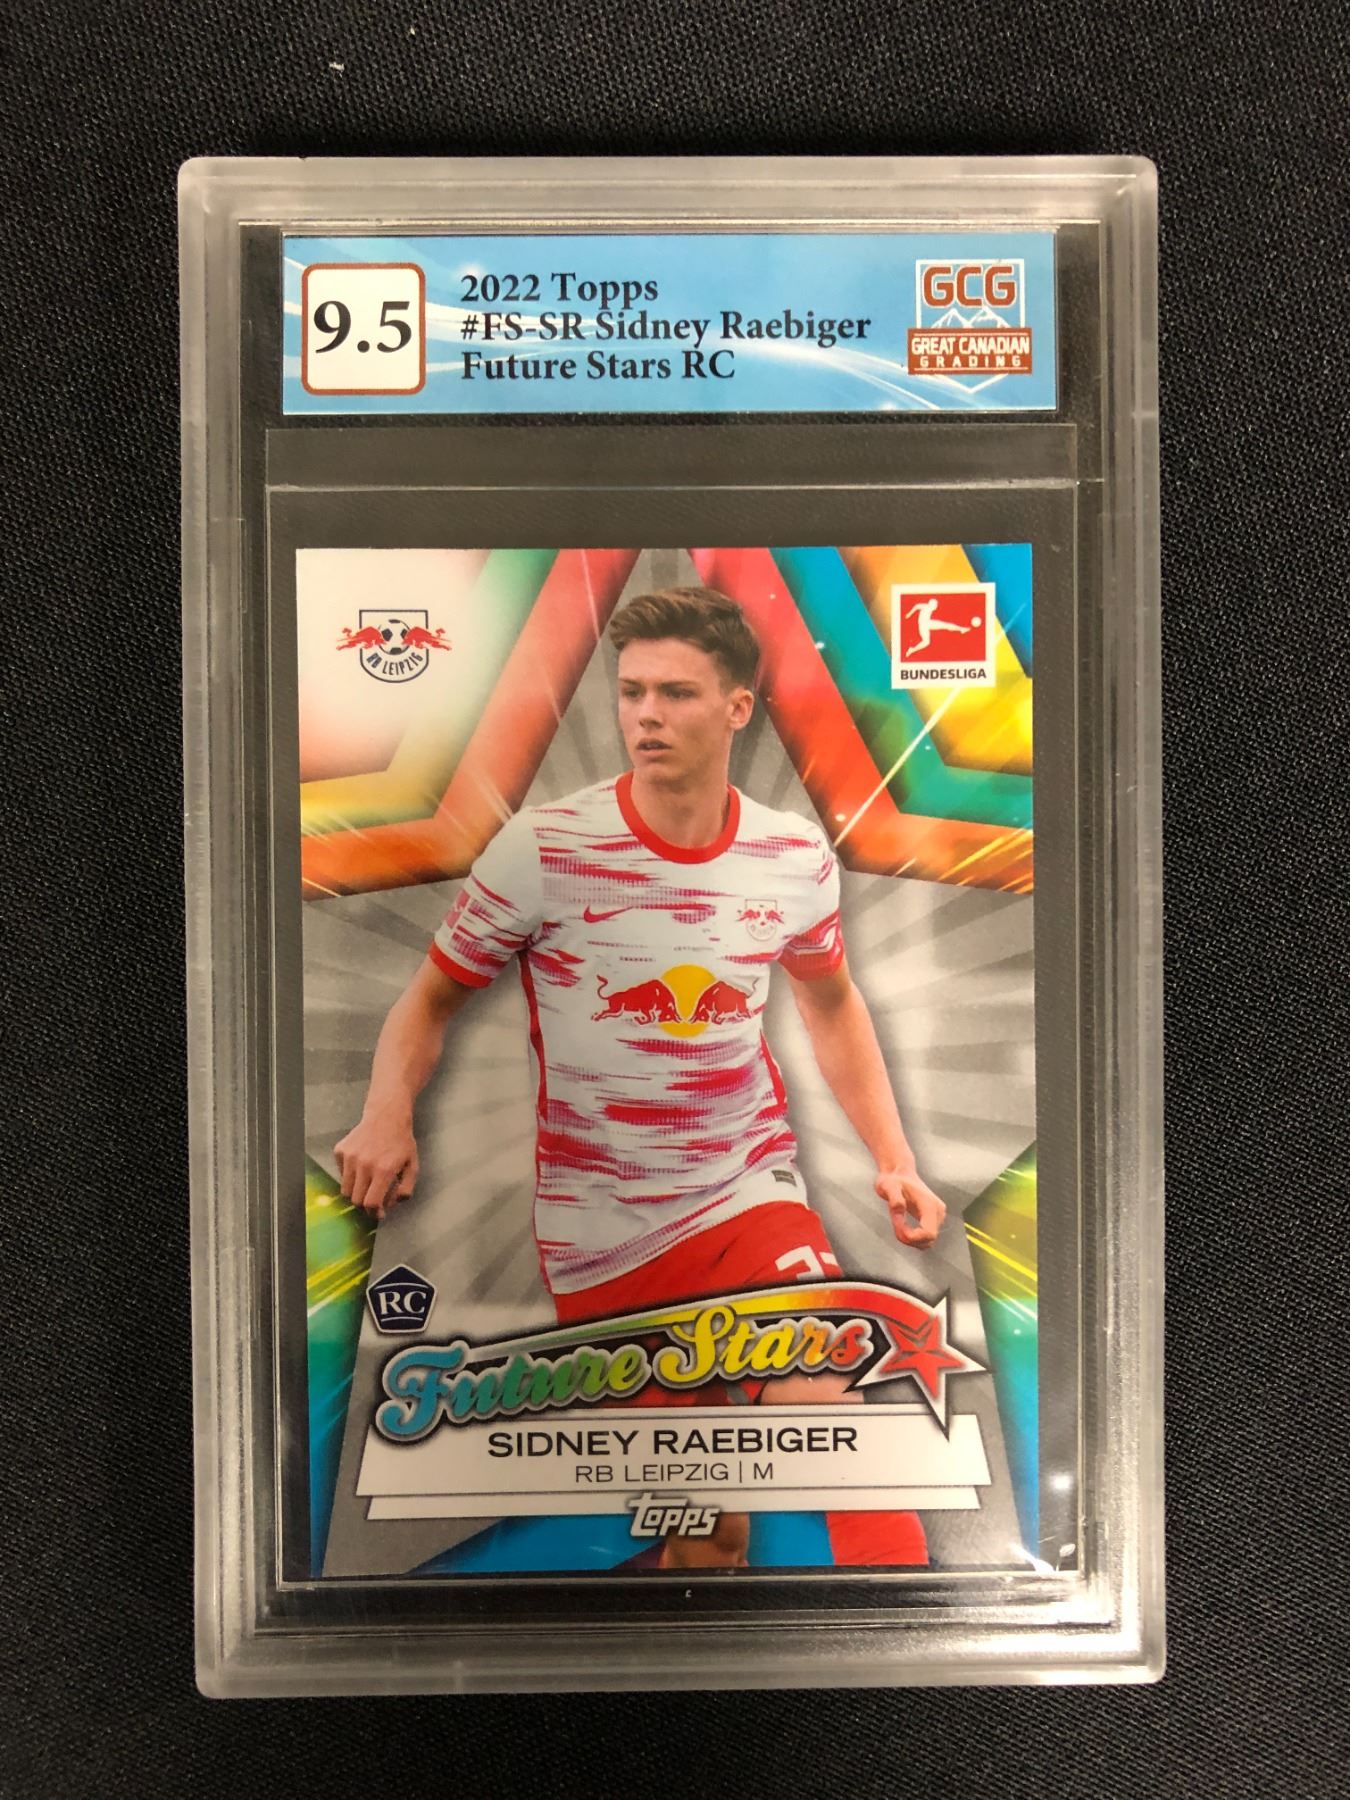 9.5
2022 Topps
#FS-SR Sidney Raebiger
Future Stars RC
GCG
GREAT CANADIAN
GRADING
RB LEIPZIG
BUNDESLIGA
RC
Future Stars
SIDNEY RAEBIGER
RB LEIPZIG | M
topps